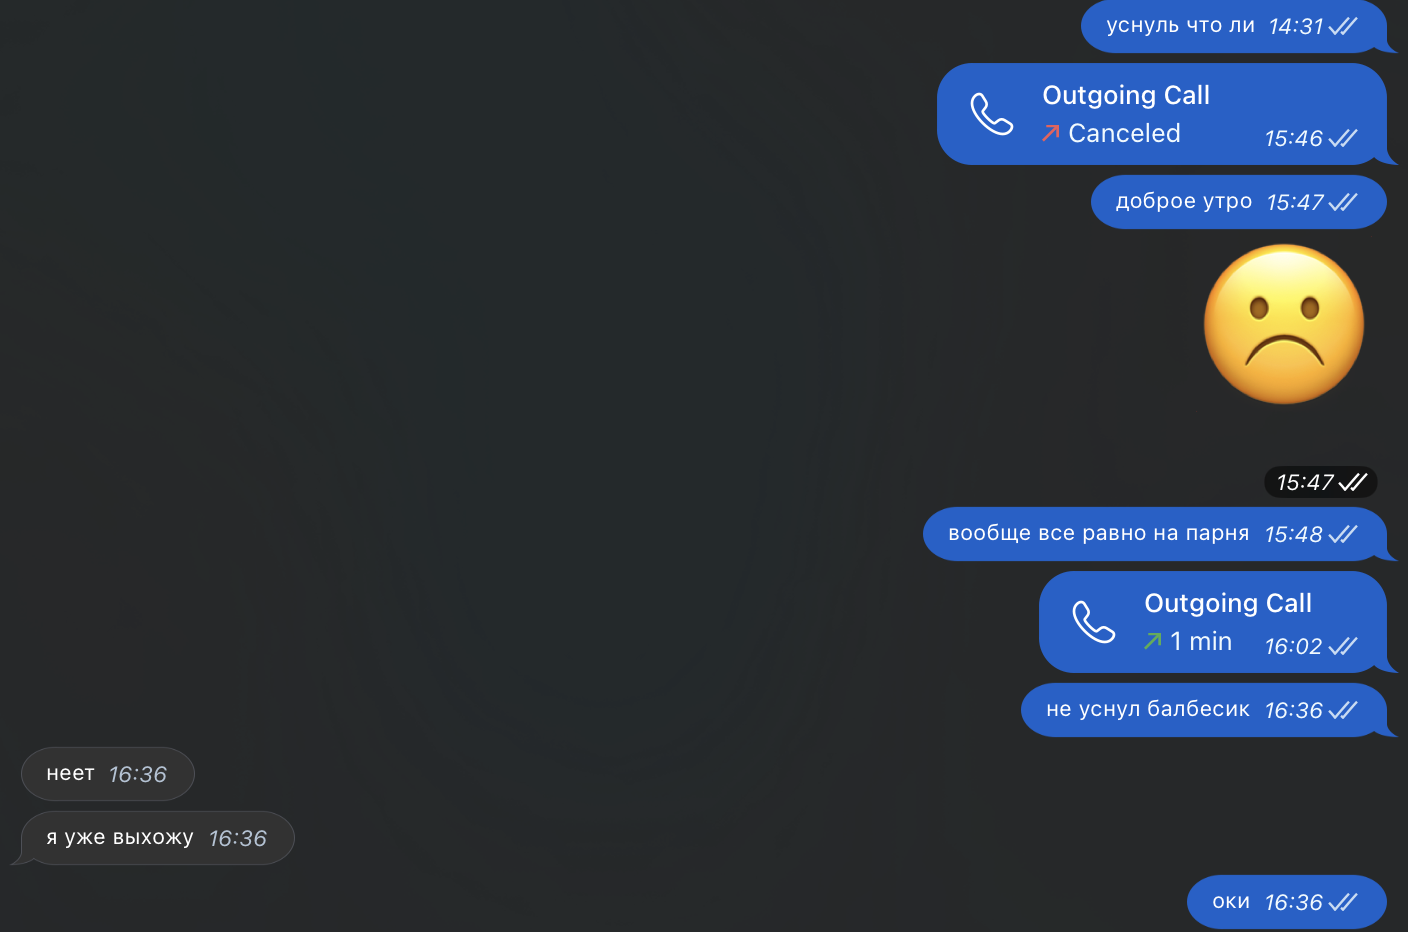 уснуль что ли 14:31
Outgoing Call
Canceled 15:46
доброе утро 15:47
15:47
вообще все равно на парня 15:48
Outgoing Call
1 min 16:02
не уснул балбесик 16:36
неет 16:36
я уже выхожу 16:36
оки 16:36